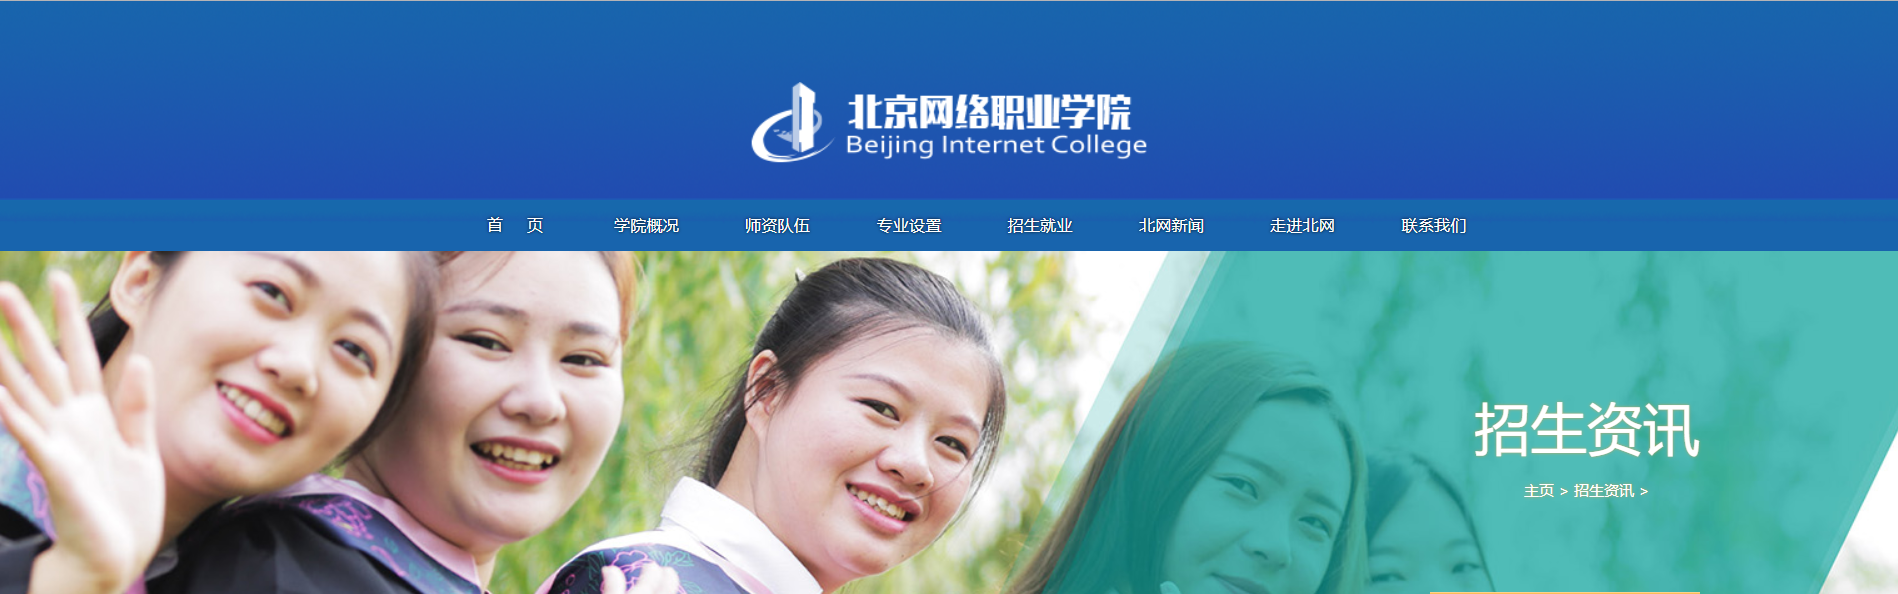 北京网络职业学院
Beijing Internet College
首 页 学院概况 师资队伍 专业设置 招生就业 北网新闻 走进北网 联系我们
招生资讯
主页 > 招生资讯 >